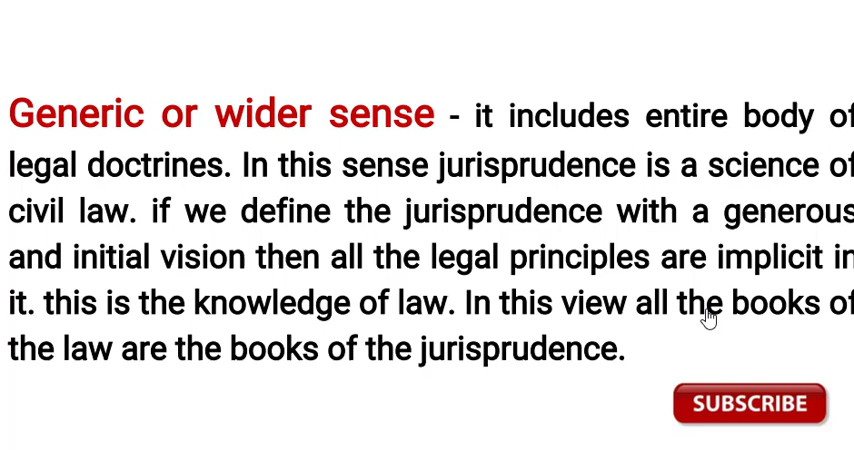 Generic or wider sense - it includes entire body of
legal doctrines. In this sense jurisprudence is a science of
civil law. if we define the jurisprudence with a generous
and initial vision then all the legal principles are implicit in
it. this is the knowledge of law. In this view all the books of
the law are the books of the jurisprudence.
SUBSCRIBE